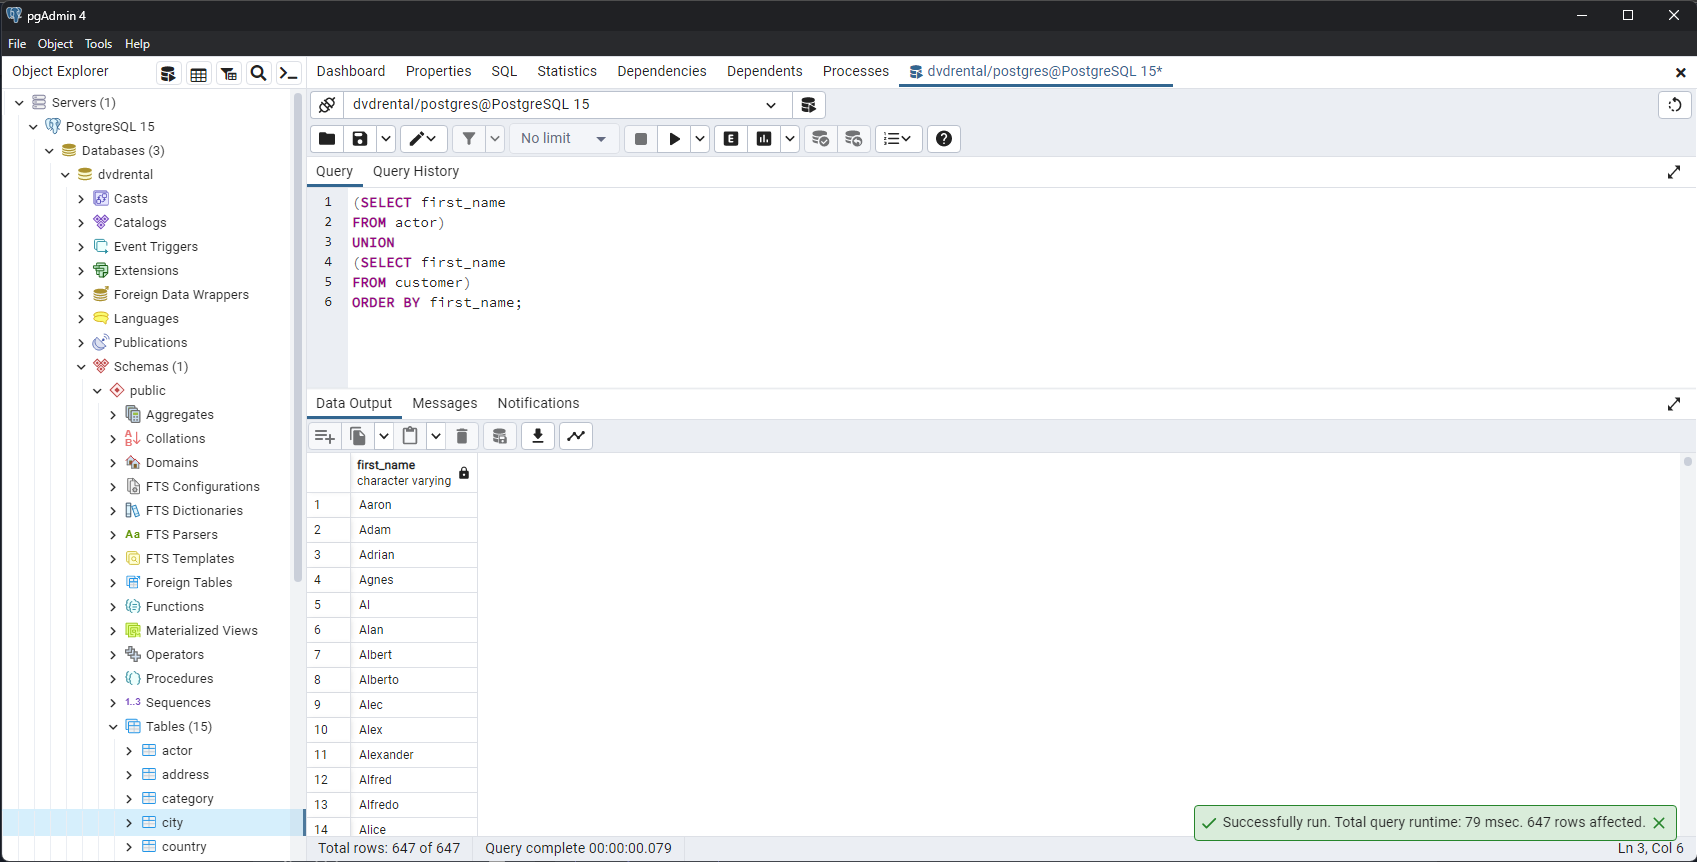 pgAdmin 4
File Object Tools Help
Object Explorer
Dashboard Properties SQL Statistics Dependencies Dependents Processes dvdrental/postgres@PostgreSQL 15*
Servers (1)
PostgreSQL 15
Databases (3)
dvdrental
Casts
Catalogs
Event Triggers
Extensions
Foreign Data Wrappers
Languages
Publications
Schemas (1)
public
Aggregates
Collations
Domains
FTS Configurations
FTS Dictionaries
Aa FTS Parsers
FTS Templates
Foreign Tables
Functions
Materialized Views
Operators
Procedures
1..3 Sequences
Tables (15)
actor
address
category
city
country
dvdrental/postgres@PostgreSQL 15
No limit
E
Query Query History
1 (SELECT first_name
2 FROM actor)
3 UNION
4 (SELECT first_name
5 FROM customer)
6 ORDER BY first_name;
Data Output Messages Notifications
first_name
character varying
1 Aaron
2 Adam
3 Adrian
4 Agnes
5 Al
6 Alan
7 Albert
8 Alberto
9 Alec
10 Alex
11 Alexander
12 Alfred
13 Alfredo
14 Alice
Successfully run. Total query runtime: 79 msec. 647 rows affected.
Total rows: 647 of 647 Query complete 00:00:00.079 Ln 3, Col 6